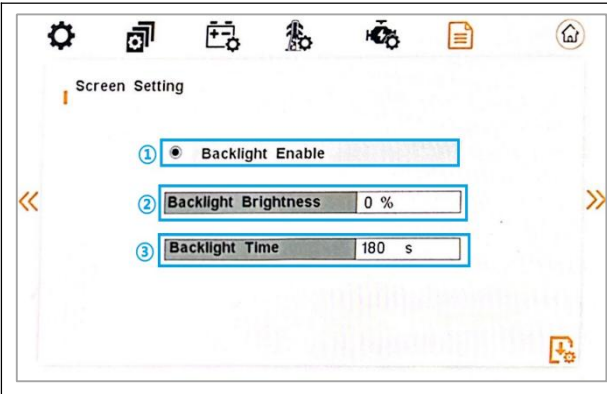 Screen Setting
① Backlight Enable
② Backlight Brightness 0 %
③ Backlight Time 180 s